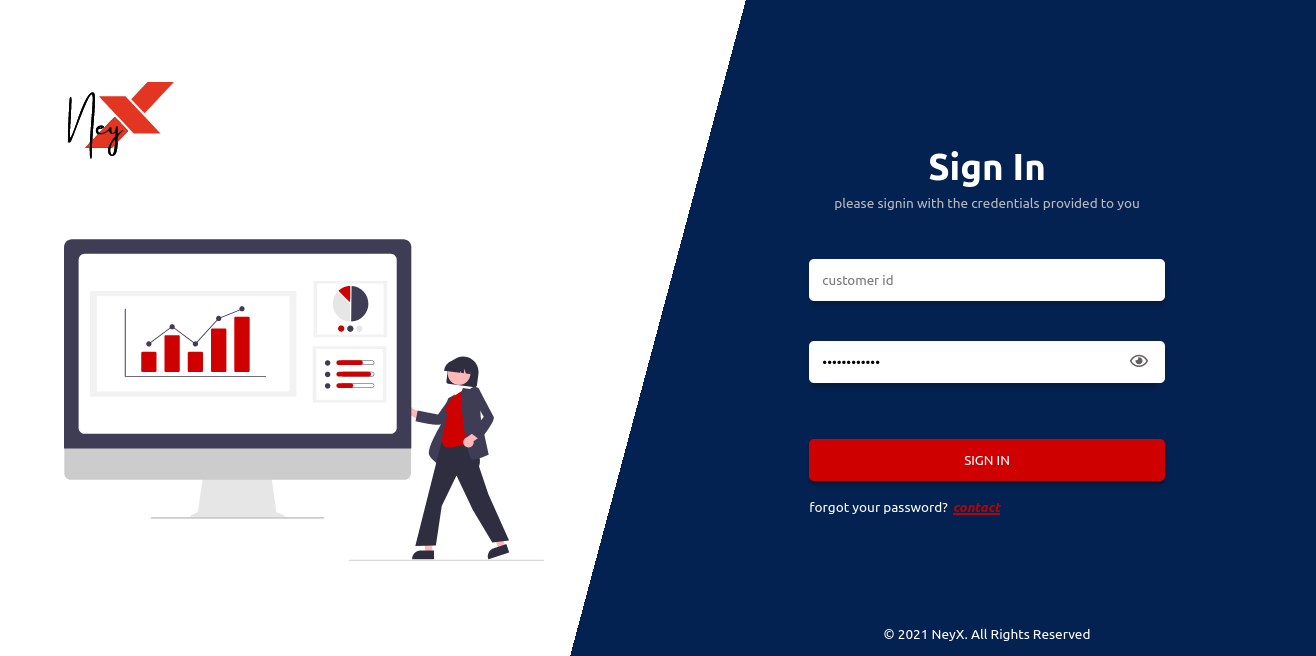 NeyX
Sign In
please signin with the credentials provided to you
customer id
••••••••••••
SIGN IN
forgot your password? contact
© 2021 NeyX. All Rights Reserved